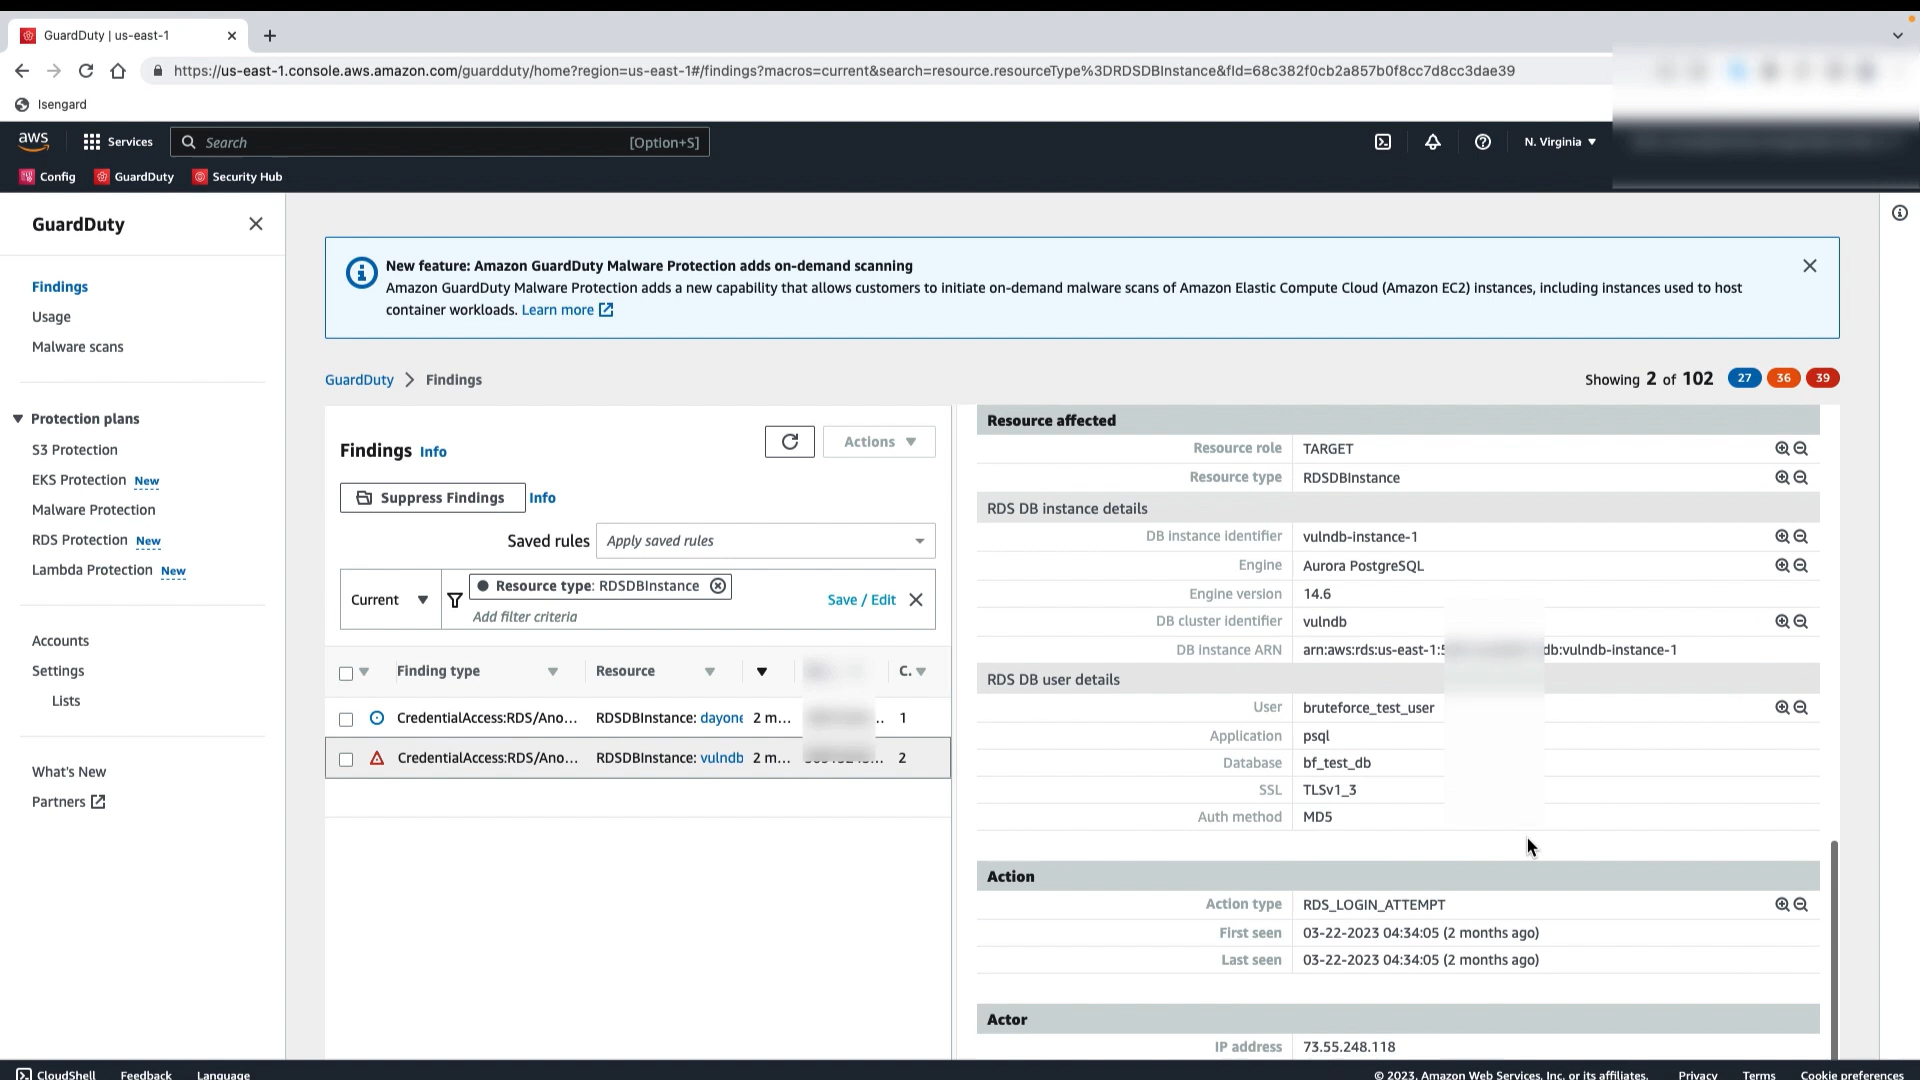 GuardDuty | us-east-1
https://us-east-1.console.aws.amazon.com/guardduty/home?region=us-east-1#/findings?macros=current&search=resource.resourceType%3DRDSDBInstance&fId=68c382f0cb2a857b0f8cc7d8cc3dae39
Isengard
aws Services Search [Option+S] N. Virginia
Config GuardDuty Security Hub
GuardDuty
Findings
Usage
Malware scans
Protection plans
S3 Protection
EKS Protection New
Malware Protection
RDS Protection New
Lambda Protection New
Accounts
Settings
Lists
What's New
Partners
New feature: Amazon GuardDuty Malware Protection adds on-demand scanning
Amazon GuardDuty Malware Protection adds a new capability that allows customers to initiate on-demand malware scans of Amazon Elastic Compute Cloud (Amazon EC2) instances, including instances used to host
container workloads. Learn more
GuardDuty > Findings
Showing 2 of 102 27 36 39
Findings Info
Actions
Suppress Findings Info
Saved rules Apply saved rules
Current Resource type: RDSDBInstance Save / Edit
Add filter criteria
Finding type Resource C.
CredentialAccess:RDS/Ano... RDSDBInstance: dayone 2 m... .. 1
CredentialAccess:RDS/Ano... RDSDBInstance: vulndb 2 m... 2
Resource affected
Resource role TARGET
Resource type RDSDBInstance
RDS DB instance details
DB instance identifier vulndb-instance-1
Engine Aurora PostgreSQL
Engine version 14.6
DB cluster identifier vulndb
DB instance ARN arn:aws:rds:us-east-1:5 db:vulndb-instance-1
RDS DB user details
User bruteforce_test_user
Application psql
Database bf_test_db
SSL TLSv1_3
Auth method MD5
Action
Action type RDS_LOGIN_ATTEMPT
First seen 03-22-2023 04:34:05 (2 months ago)
Last seen 03-22-2023 04:34:05 (2 months ago)
Actor
IP address 73.55.248.118
CloudShell Feedback Language © 2023, Amazon Web Services, Inc. or its affiliates. Privacy Terms Cookie preferences